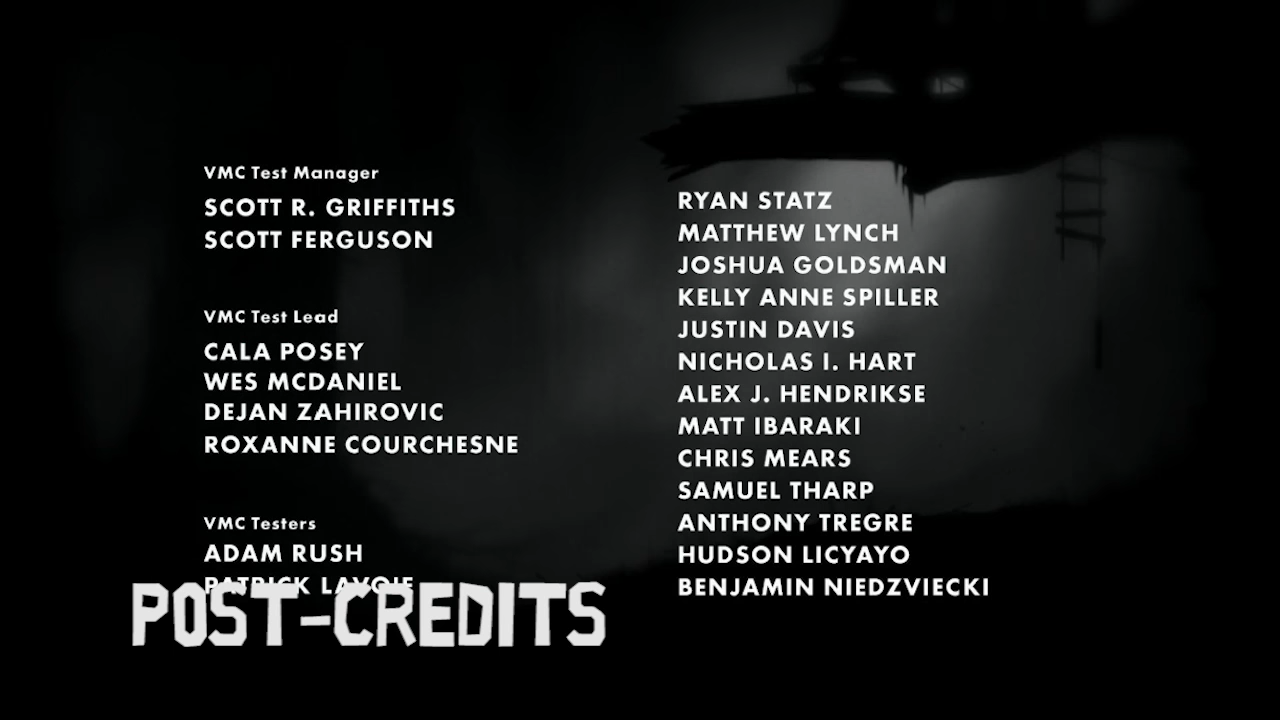 VMC Test Manager
SCOTT R. GRIFFITHS
SCOTT FERGUSON
VMC Test Lead
CALA POSEY
WES MCDANIEL
DEJAN ZAHIROVIC
ROXANNE COURCHESNE
VMC Testers
ADAM RUSH
PATRICK LAVOIE
POST-CREDITS
RYAN STATZ
MATTHEW LYNCH
JOSHUA GOLDSMAN
KELLY ANNE SPILLER
JUSTIN DAVIS
NICHOLAS I. HART
ALEX J. HENDRIKSE
MATT IBARAKI
CHRIS MEARS
SAMUEL THARP
ANTHONY TREGRE
HUDSON LICYAYO
BENJAMIN NIEDZVIECKI